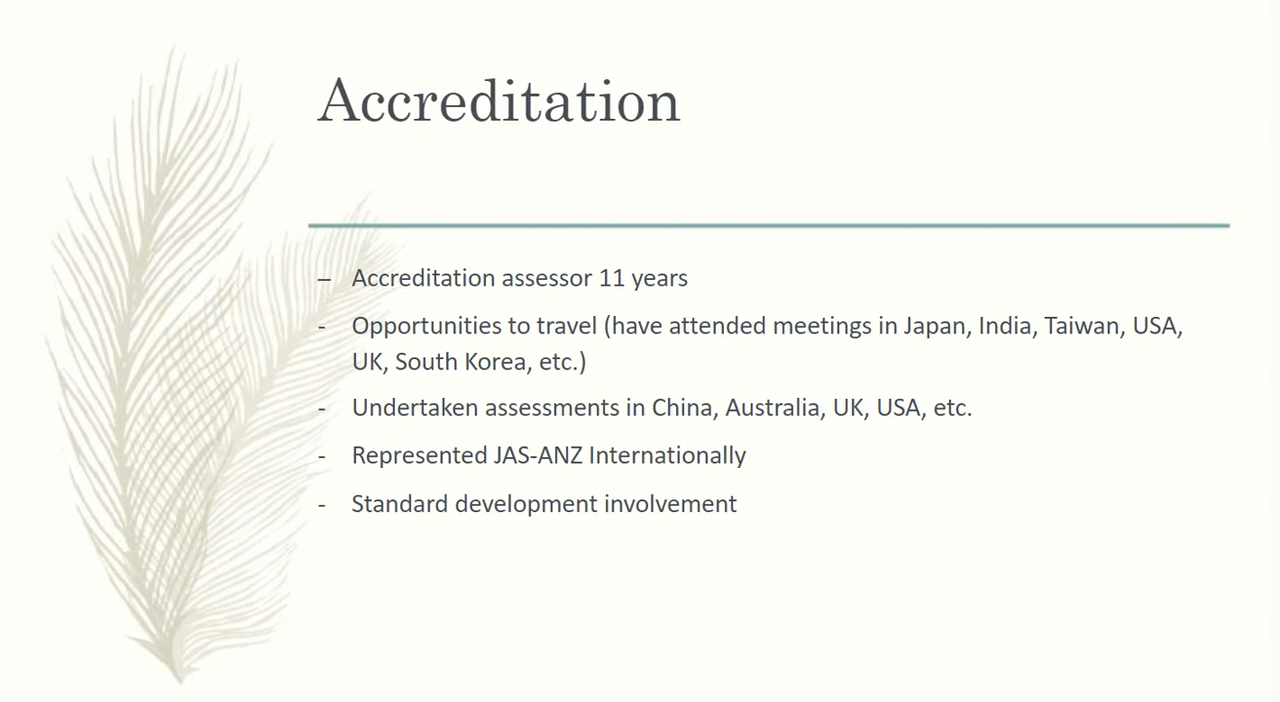 Accreditation
– Accreditation assessor 11 years
- Opportunities to travel (have attended meetings in Japan, India, Taiwan, USA,
UK, South Korea, etc.)
- Undertaken assessments in China, Australia, UK, USA, etc.
- Represented JAS-ANZ Internationally
- Standard development involvement